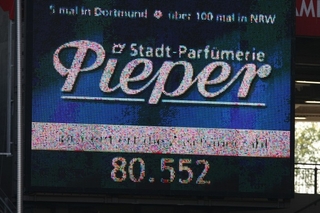 5 mal in Dortmund über 100 mal in NRW
Stadt-Parfümerie
Pieper
80.552